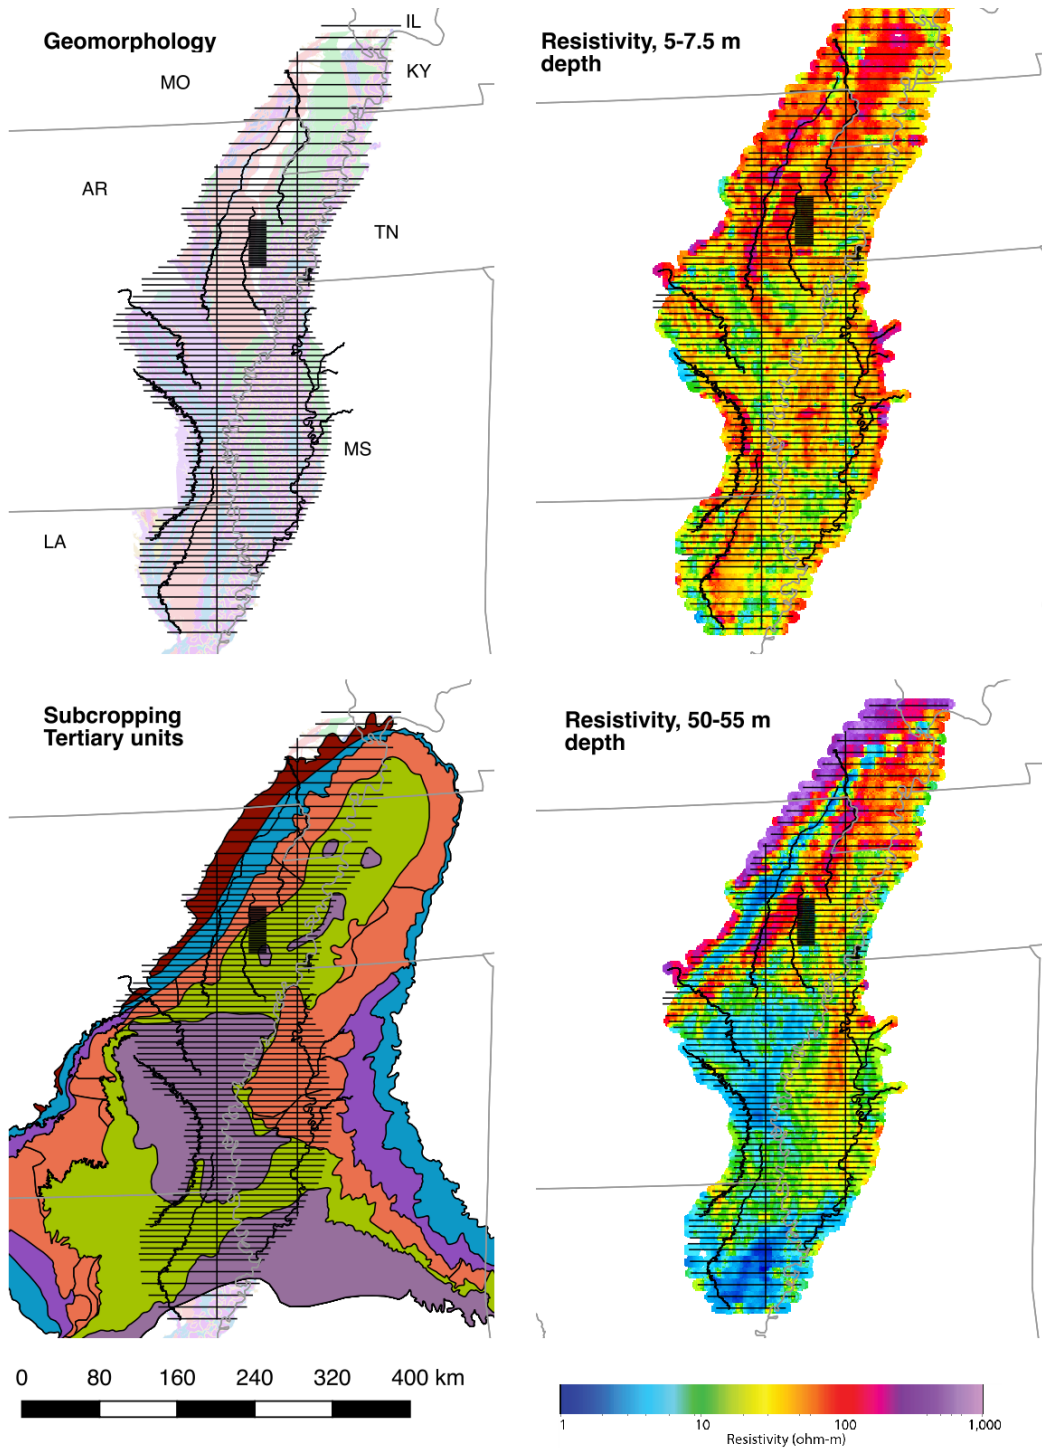 Geomorphology
IL
MO
KY
AR
TN
MS
LA
Resistivity, 5-7.5 m
depth
Subcropping
Tertiary units
Resistivity, 50-55 m
depth
0 80 160 240 320 400 km
1 10 100 1,000
Resistivity (ohm-m)